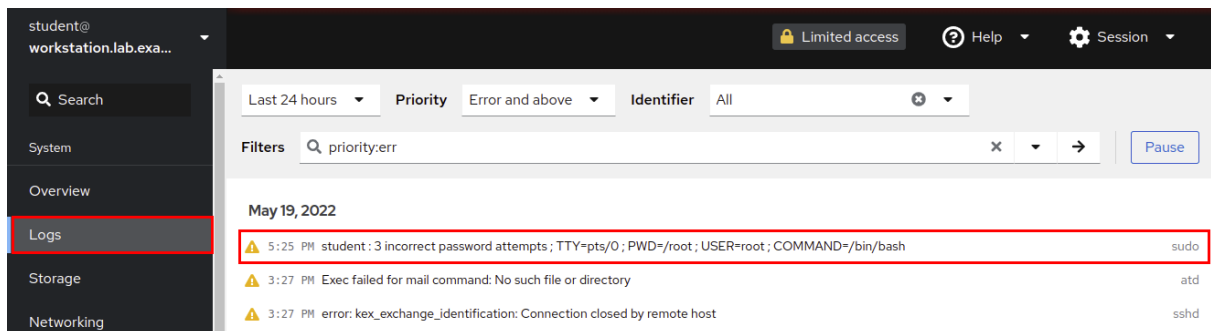 student@
workstation.lab.exa...
Limited access
Help
Session
Search
System
Overview
Logs
Storage
Networking
Last 24 hours Priority Error and above Identifier All
Filters priority:err Pause
May 19, 2022
5:25 PM student : 3 incorrect password attempts ; TTY=pts/0 ; PWD=/root ; USER=root ; COMMAND=/bin/bash sudo
3:27 PM Exec failed for mail command: No such file or directory atd
3:27 PM error: kex_exchange_identification: Connection closed by remote host sshd